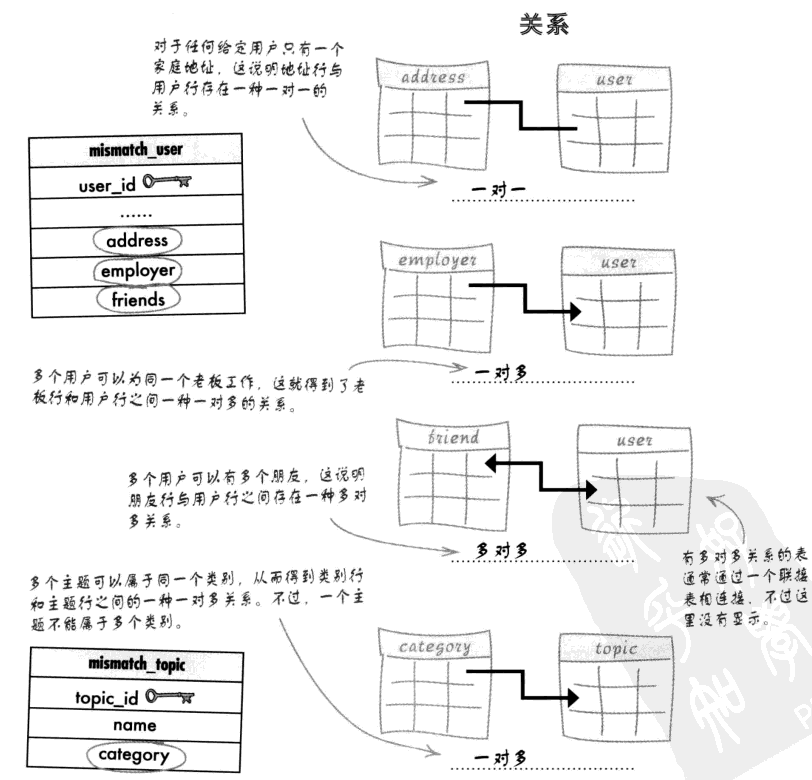 关系
对于任何给定用户只有一个
家庭地址，这说明地址行与
用户行存在一种一对一的
关系。
address
user
mismatch_user
user_id
……
address
employer
friends
一对一
employer
user
多个用户可以为同一个老板工作，这就得到了老
板行和用户行之间一种一对多的关系。
一对多
friend
user
多个用户可以有多个朋友，这说明
朋友行与用户行之间存在一种多对
多关系。
多对多
有多对多关系的表
通常通过一个联接
表相连接，不过这
里没有显示。
多个主题可以属于同一个类别，从而得到类别行
和主题行之间的一种一对多关系。不过，一个主
题不能属于多个类别。
category
topic
mismatch_topic
topic_id
name
category
一对多